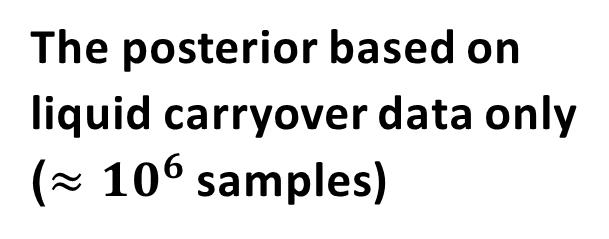 The posterior based on
liquid carryover data only
(≈ 10⁶ samples)